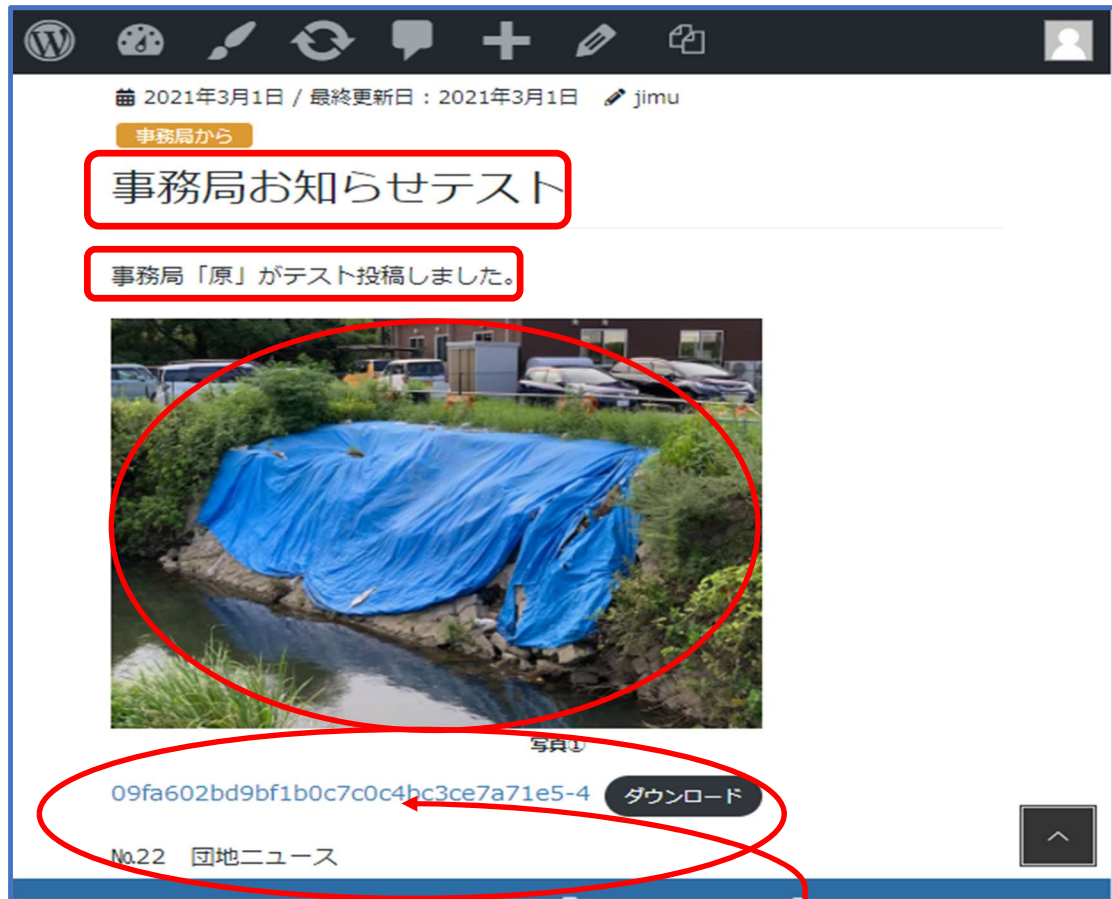 2021年3月1日 / 最終更新日：2021年3月1日 jimu
事務局から
事務局お知らせテスト
事務局「原」がテスト投稿しました。
写真①
09fa602bd9bf1b0c7c0c4bc3ce7a71e5-4 ダウンロード
№22 団地ニュース